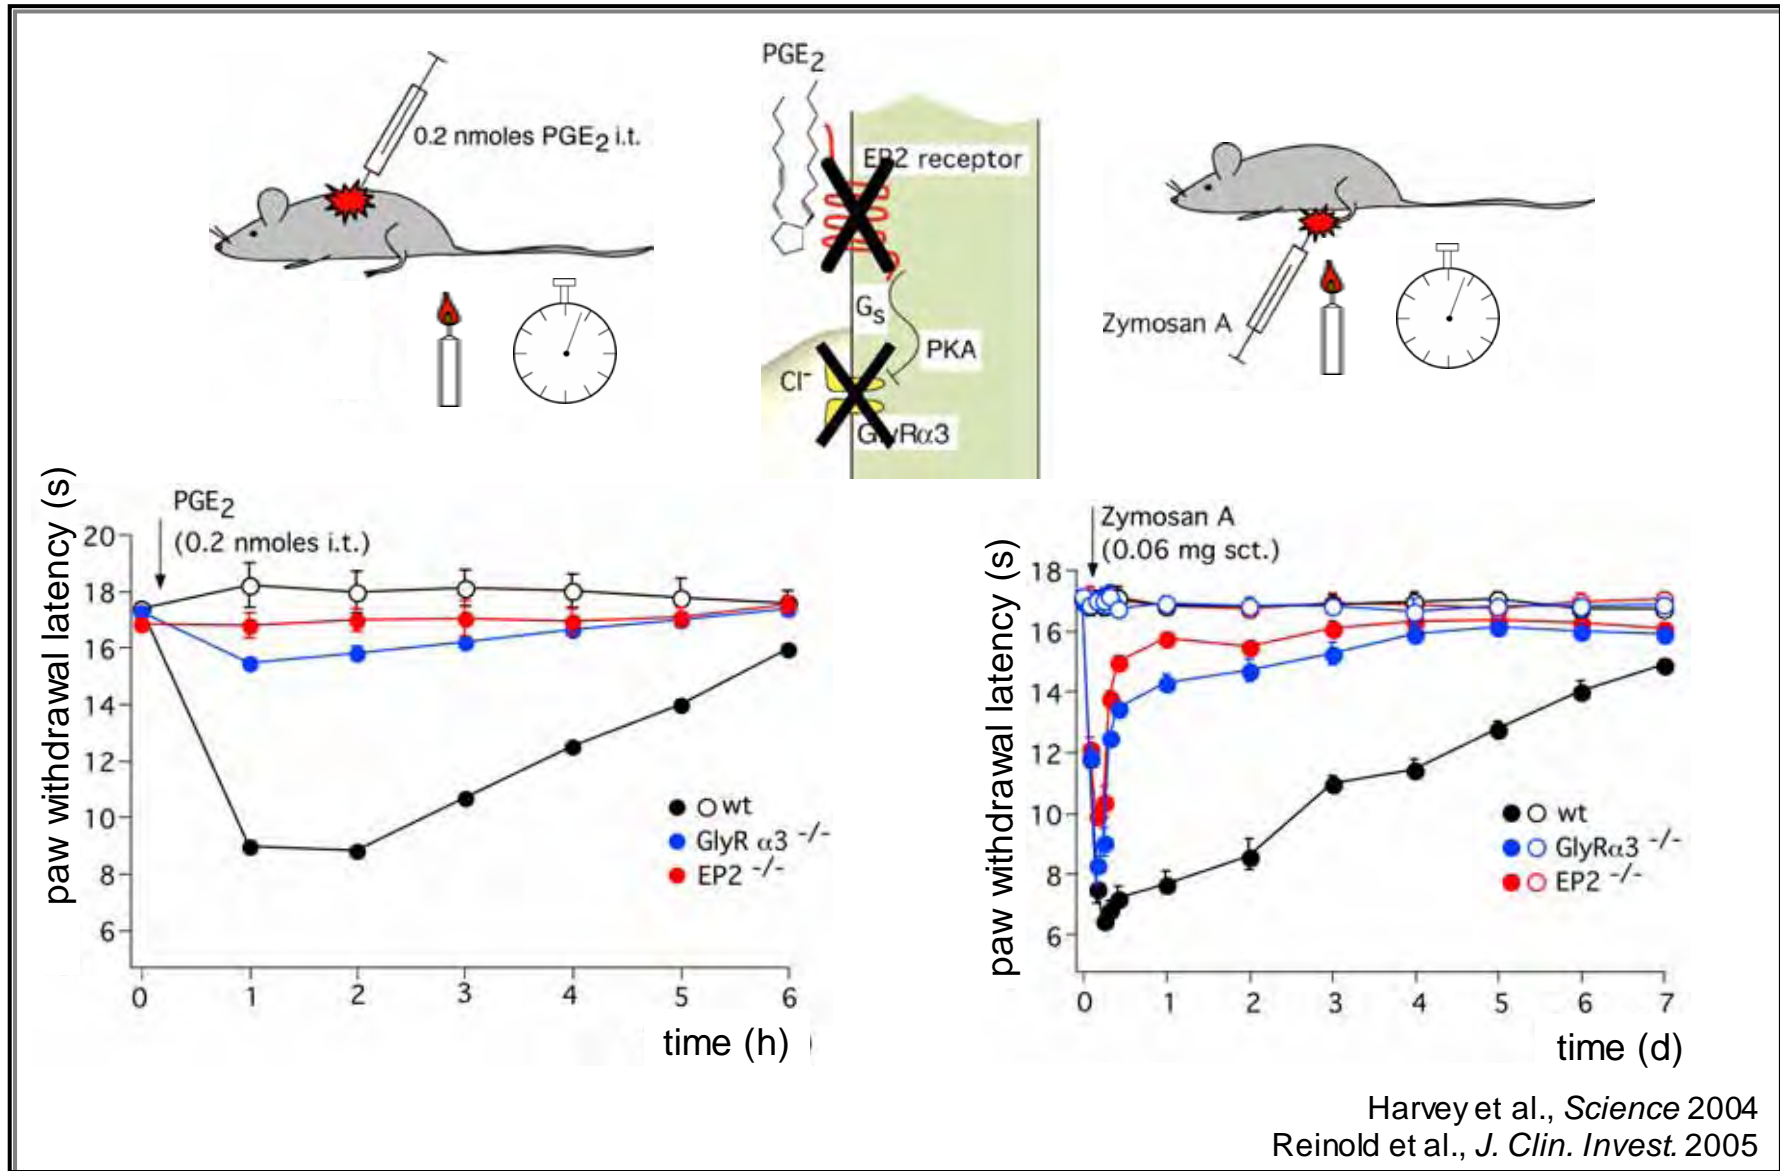 0.2 nmoles PGE2 i.t.
PGE2
EP2 receptor
Gs
PKA
Cl-
GlyRα3
Zymosan A
paw withdrawal latency (s)
PGE2
(0.2 nmoles i.t.)
20
18
16
14
12
10
8
6
wt
GlyR α3 -/-
EP2 -/-
0 1 2 3 4 5 6
time (h)
paw withdrawal latency (s)
Zymosan A
(0.06 mg sct.)
18
16
14
12
10
8
6
wt
GlyRα3 -/-
EP2 -/-
0 1 2 3 4 5 6 7
time (d)
Harvey et al., Science 2004
Reinold et al., J. Clin. Invest. 2005